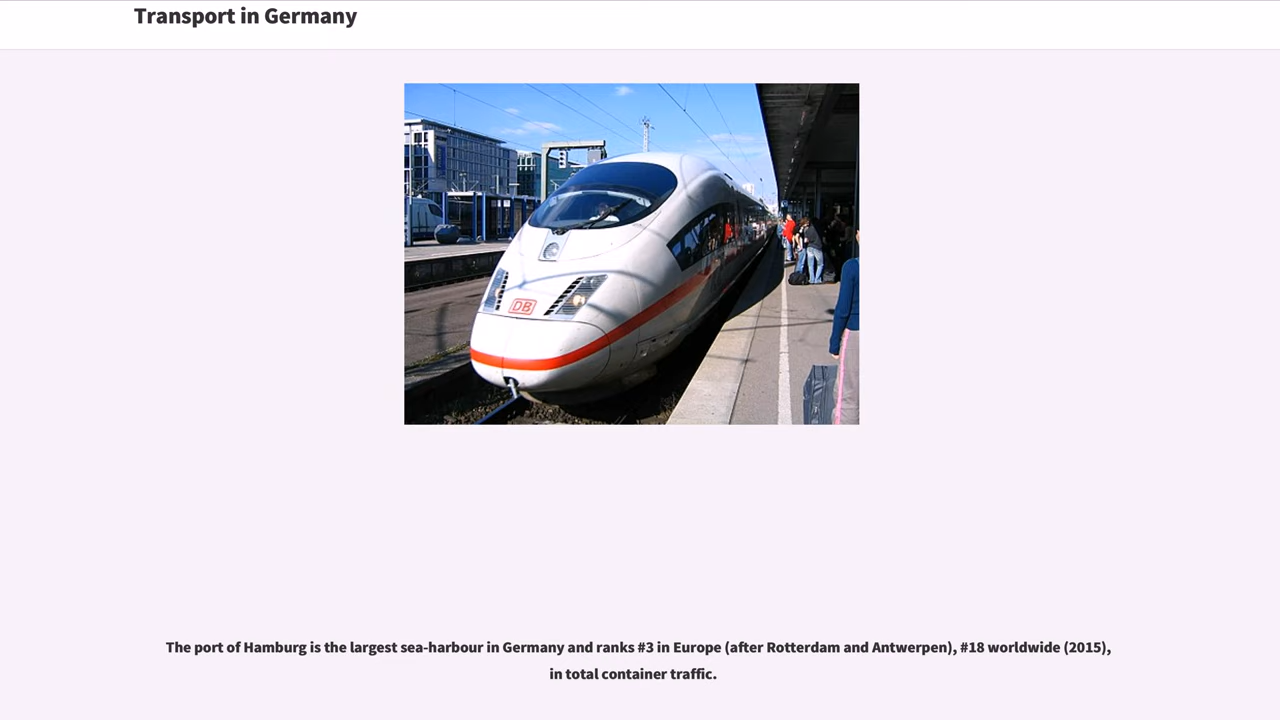 Transport in Germany
DB
The port of Hamburg is the largest sea-harbour in Germany and ranks #3 in Europe (after Rotterdam and Antwerpen), #18 worldwide (2015),
in total container traffic.